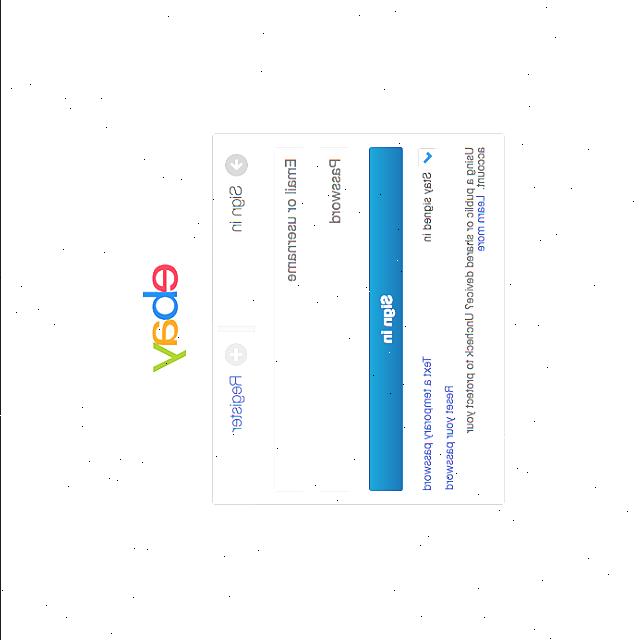 ebay
Sign in
Register
Email or username
Password
Sign in
Stay signed in
Text a temporary password
Reset your password
Using a public or shared device? Uncheck to protect your
account. Learn more